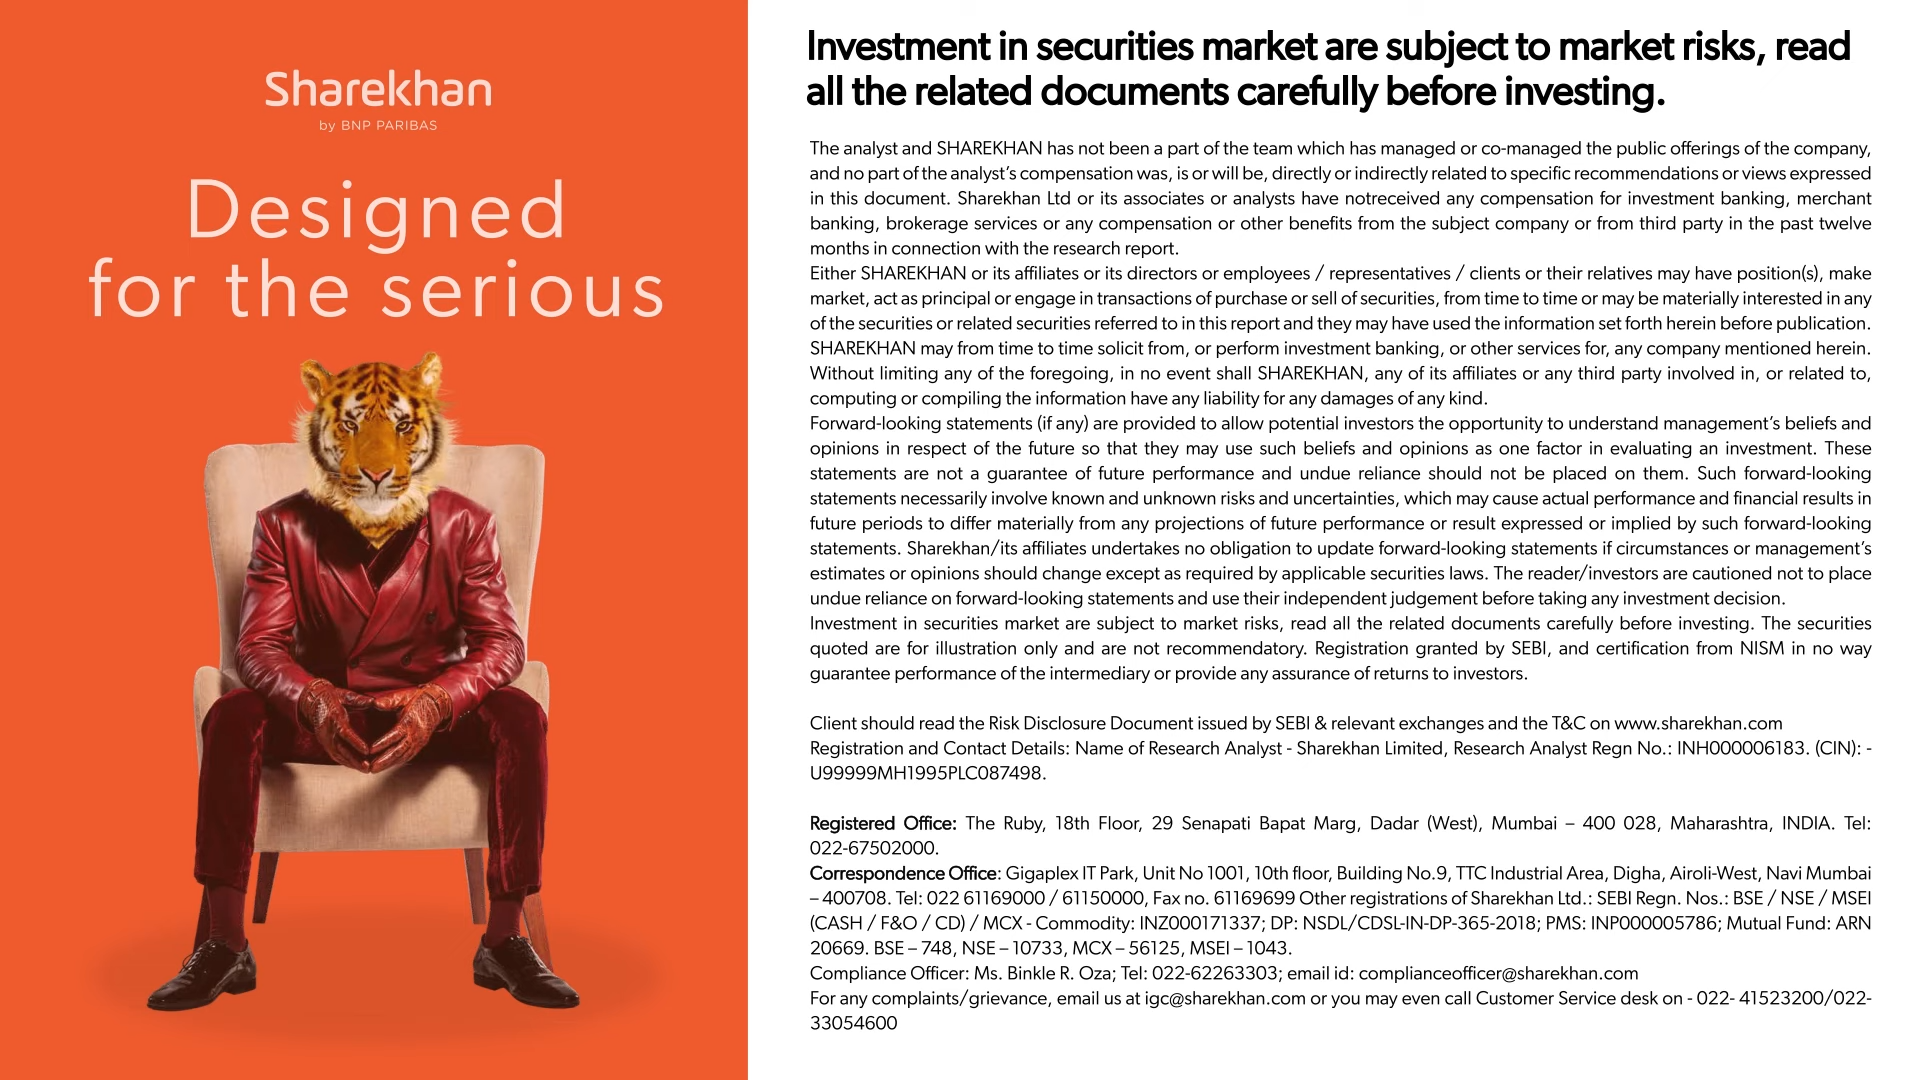 Sharekhan
by BNP PARIBAS
Designed
for the serious
Investment in securities market are subject to market risks, read
all the related documents carefully before investing.
The analyst and SHAREKHAN has not been a part of the team which has managed or co-managed the public offerings of the company,
and no part of the analyst’s compensation was, is or will be, directly or indirectly related to specific recommendations or views expressed
in this document. Sharekhan Ltd or its associates or analysts have notreceived any compensation for investment banking, merchant
banking, brokerage services or any compensation or other benefits from the subject company or from third party in the past twelve
months in connection with the research report.
Either SHAREKHAN or its affiliates or its directors or employees / representatives / clients or their relatives may have position(s), make
market, act as principal or engage in transactions of purchase or sell of securities, from time to time or may be materially interested in any
of the securities or related securities referred to in this report and they may have used the information set forth herein before publication.
SHAREKHAN may from time to time solicit from, or perform investment banking, or other services for, any company mentioned herein.
Without limiting any of the foregoing, in no event shall SHAREKHAN, any of its affiliates or any third party involved in, or related to,
computing or compiling the information have any liability for any damages of any kind.
Forward-looking statements (if any) are provided to allow potential investors the opportunity to understand management’s beliefs and
opinions in respect of the future so that they may use such beliefs and opinions as one factor in evaluating an investment. These
statements are not a guarantee of future performance and undue reliance should not be placed on them. Such forward-looking
statements necessarily involve known and unknown risks and uncertainties, which may cause actual performance and financial results in
future periods to differ materially from any projections of future performance or result expressed or implied by such forward-looking
statements. Sharekhan/its affiliates undertakes no obligation to update forward-looking statements if circumstances or management’s
estimates or opinions should change except as required by applicable securities laws. The reader/investors are cautioned not to place
undue reliance on forward-looking statements and use their independent judgement before taking any investment decision.
Investment in securities market are subject to market risks, read all the related documents carefully before investing. The securities
quoted are for illustration only and are not recommendatory. Registration granted by SEBI, and certification from NISM in no way
guarantee performance of the intermediary or provide any assurance of returns to investors.
Client should read the Risk Disclosure Document issued by SEBI & relevant exchanges and the T&C on www.sharekhan.com
Registration and Contact Details: Name of Research Analyst - Sharekhan Limited, Research Analyst Regn No.: INH000006183. (CIN): -
U99999MH1995PLC087498.
Registered Office: The Ruby, 18th Floor, 29 Senapati Bapat Marg, Dadar (West), Mumbai – 400 028, Maharashtra, INDIA. Tel:
022-67502000.
Correspondence Office: Gigaplex IT Park, Unit No 1001, 10th floor, Building No.9, TTC Industrial Area, Digha, Airoli-West, Navi Mumbai
– 400708. Tel: 022 61169000 / 61150000, Fax no. 61169699 Other registrations of Sharekhan Ltd.: SEBI Regn. Nos.: BSE / NSE / MSEI
(CASH / F&O / CD) / MCX - Commodity: INZ000171337; DP: NSDL/CDSL-IN-DP-365-2018; PMS: INP000005786; Mutual Fund: ARN
20669. BSE – 748, NSE – 10733, MCX – 56125, MSEI – 1043.
Compliance Officer: Ms. Binkle R. Oza; Tel: 022-62263303; email id: complianceofficer@sharekhan.com
For any complaints/grievance, email us at igc@sharekhan.com or you may even call Customer Service desk on - 022- 41523200/022-
33054600